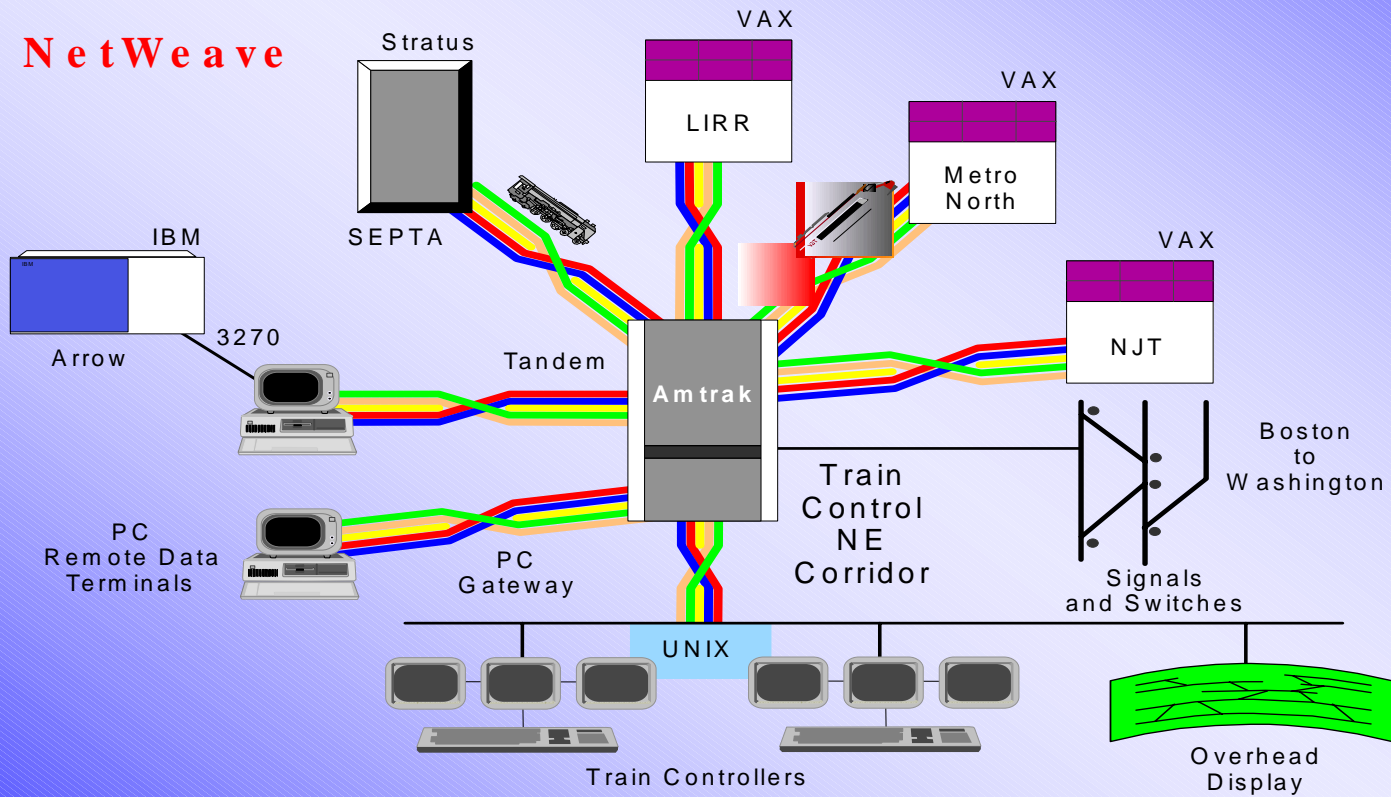 NetWeave
Stratus
VAX
LIRR
VAX
Metro
North
SEPTA
IBM
IBM
VAX
NJT
Arrow
3270
Tandem
Amtrak
Boston
to
Washington
Train
Control
NE
Corridor
PC
Remote Data
Terminals
PC
Gateway
Signals
and Switches
UNIX
Train Controllers
Overhead
Display